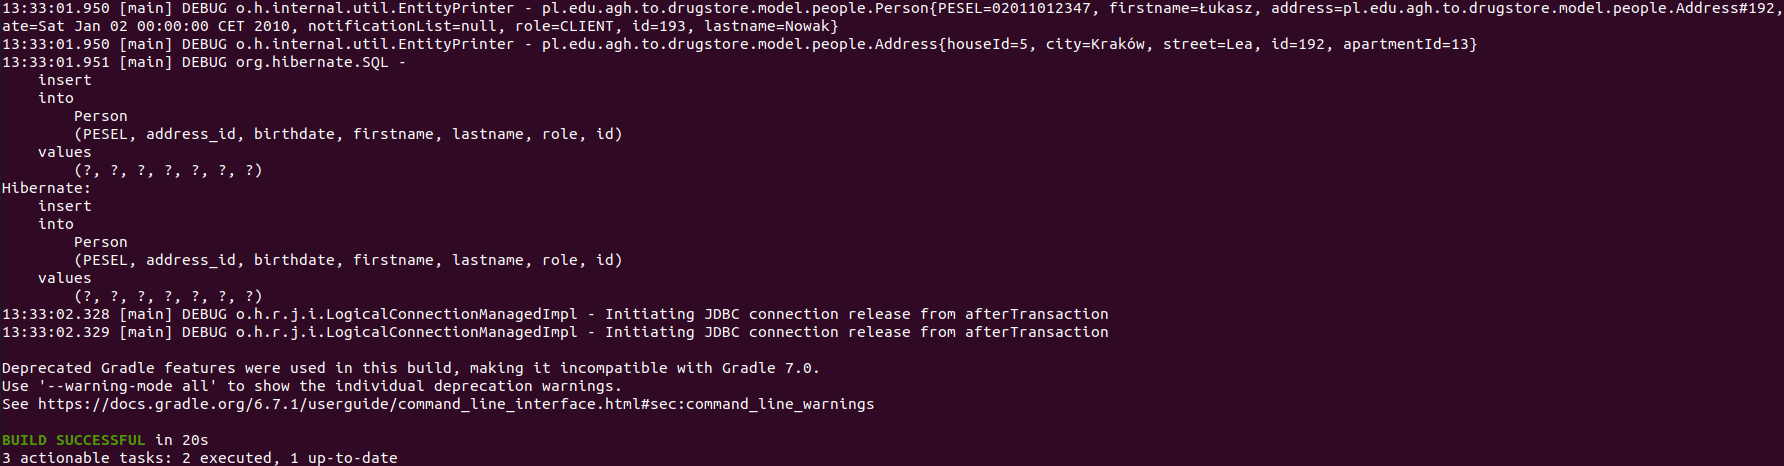 13:33:01.950 [main] DEBUG o.h.internal.util.EntityPrinter - pl.edu.agh.to.drugstore.model.people.Person{PESEL=02011012347, firstname=Łukasz, address=pl.edu.agh.to.drugstore.model.people.Address#192,
ate=Sat Jan 02 00:00:00 CET 2010, notificationList=null, role=CLIENT, id=193, lastname=Nowak}
13:33:01.950 [main] DEBUG o.h.internal.util.EntityPrinter - pl.edu.agh.to.drugstore.model.people.Address{houseId=5, city=Kraków, street=Lea, id=192, apartmentId=13}
13:33:01.951 [main] DEBUG org.hibernate.SQL -
    insert
    into
        Person
        (PESEL, address_id, birthdate, firstname, lastname, role, id)
    values
        (?, ?, ?, ?, ?, ?, ?)
Hibernate:
    insert
    into
        Person
        (PESEL, address_id, birthdate, firstname, lastname, role, id)
    values
        (?, ?, ?, ?, ?, ?, ?)
13:33:02.328 [main] DEBUG o.h.r.j.i.LogicalConnectionManagedImpl - Initiating JDBC connection release from afterTransaction
13:33:02.329 [main] DEBUG o.h.r.j.i.LogicalConnectionManagedImpl - Initiating JDBC connection release from afterTransaction
Deprecated Gradle features were used in this build, making it incompatible with Gradle 7.0.
Use '--warning-mode all' to show the individual deprecation warnings.
See https://docs.gradle.org/6.7.1/userguide/command_line_interface.html#sec:command_line_warnings
BUILD SUCCESSFUL in 20s
3 actionable tasks: 2 executed, 1 up-to-date